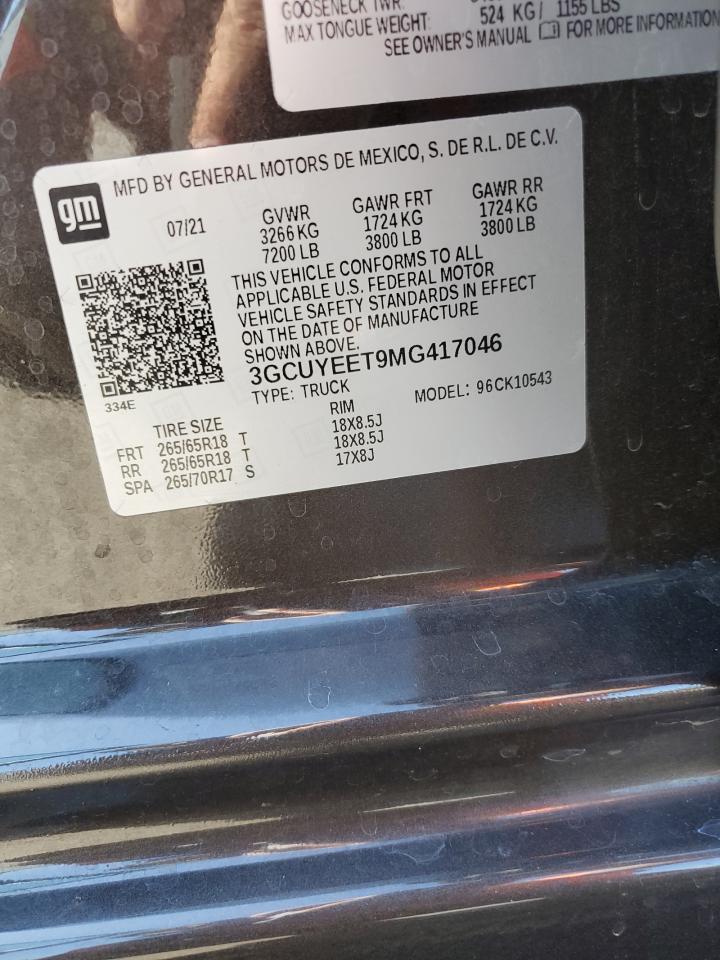 GOOSENECK TWR:
MAX TONGUE WEIGHT: 524 KG/ 1155 LBS
SEE OWNER'S MANUAL FOR MORE INFORMATION
MFD BY GENERAL MOTORS DE MEXICO, S. DE R.L. DE C.V.
gm
07/21
GVWR GAWR FRT GAWR RR
3266 KG 1724 KG 1724 KG
7200 LB 3800 LB 3800 LB
THIS VEHICLE CONFORMS TO ALL
APPLICABLE U.S. FEDERAL MOTOR
VEHICLE SAFETY STANDARDS IN EFFECT
ON THE DATE OF MANUFACTURE
SHOWN ABOVE.
3GCUYEET9MG417046
334E
TYPE: TRUCK MODEL: 96CK10543
TIRE SIZE RIM
FRT 265/65R18 T 18X8.5J
RR 265/65R18 T 18X8.5J
SPA 265/70R17 S 17X8J